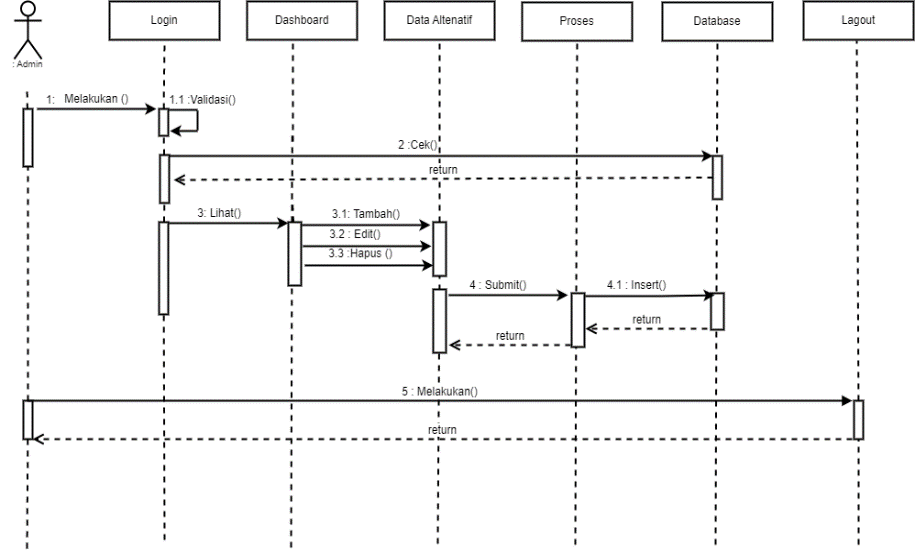 Login
Dashboard
Data Altenatif
Proses
Database
Lagout
: Admin
1: Melakukan ()
1.1 :Validasi()
2 :Cek()
return
3: Lihat()
3.1: Tambah()
3.2 : Edit()
3.3 :Hapus ()
4 : Submit()
4.1 : Insert()
return
return
5 : Melakukan()
return